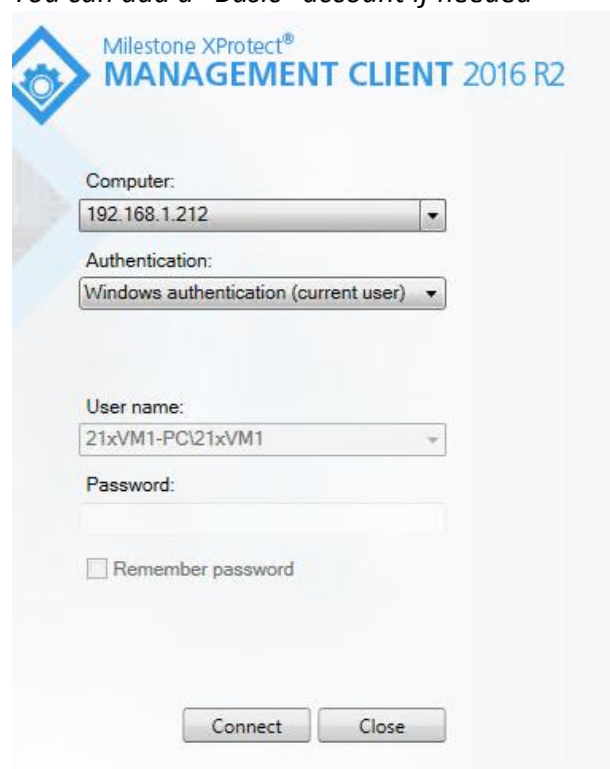 You can add a "Basic" account if needed
Milestone XProtect®
MANAGEMENT CLIENT 2016 R2
Computer:
192.168.1.212
Authentication:
Windows authentication (current user)
User name:
21xVM1-PC\21xVM1
Password:
Remember password
Connect Close